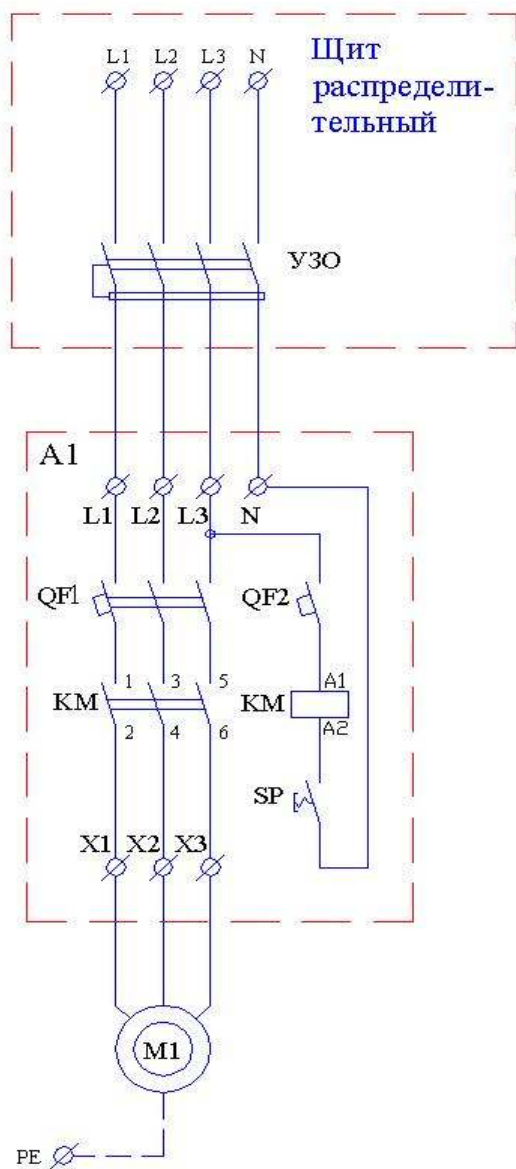 L1 L2 L3 N
Щит
распредели-
тельный
УЗО
A1
L1 L2 L3 N
QF1
QF2
1 3 5
KM
2 4 6
KM
A1
A2
SP
X1 X2 X3
M1
PE